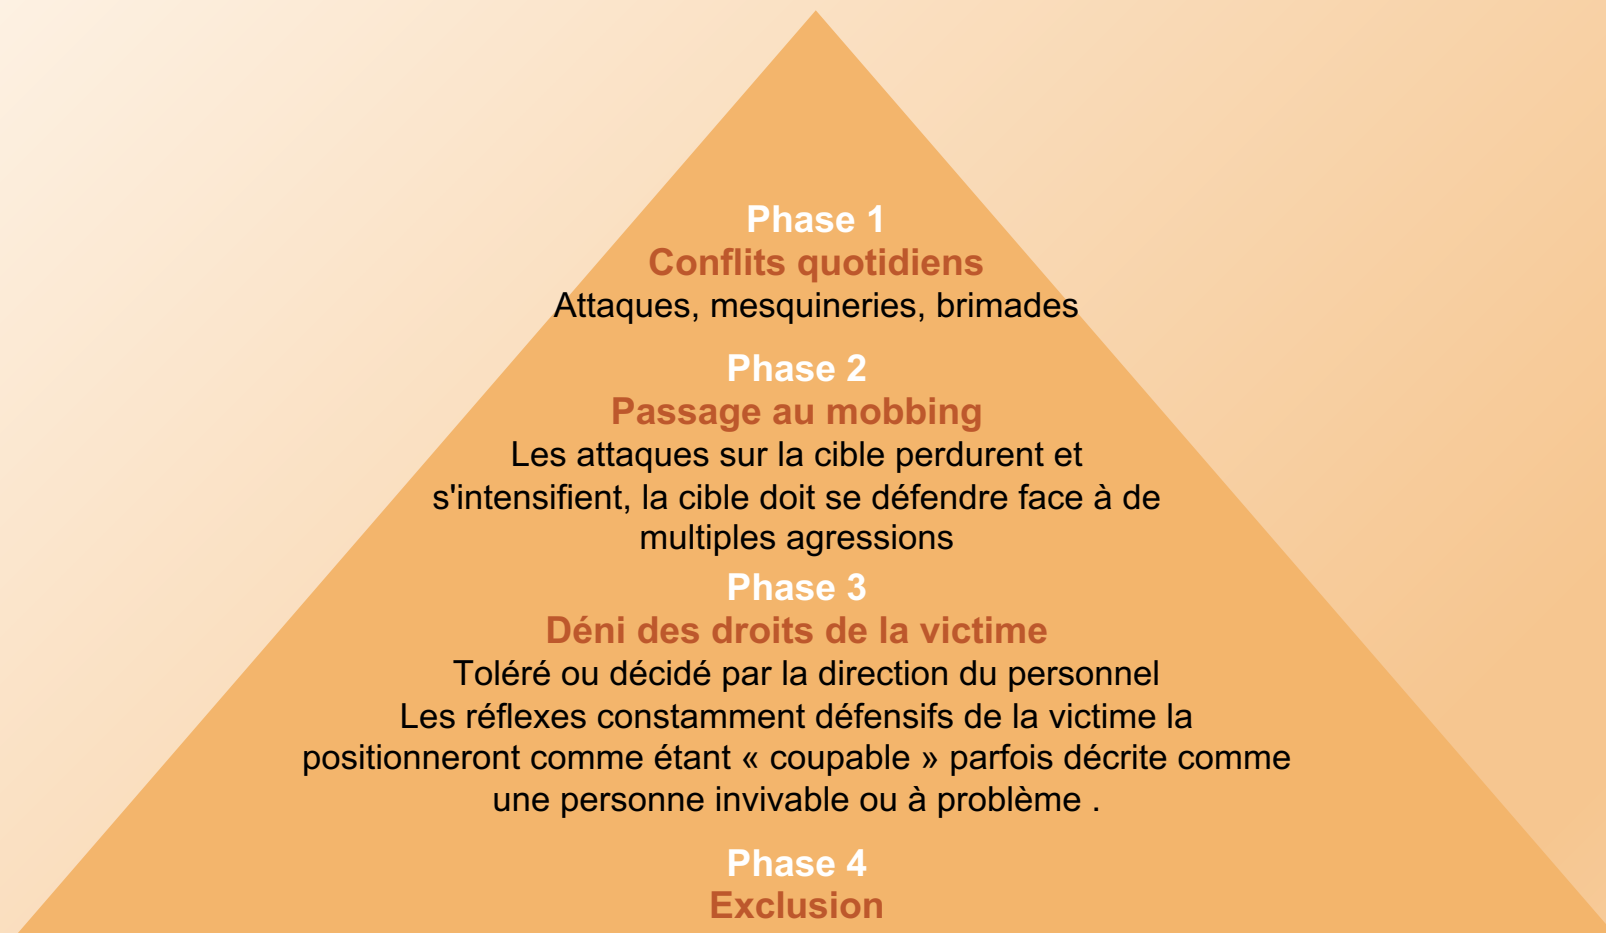 Phase 1
Conflits quotidiens
Attaques, mesquineries, brimades
Phase 2
Passage au mobbing
Les attaques sur la cible perdurent et
s'intensifient, la cible doit se défendre face à de
multiples agressions
Phase 3
Déni des droits de la victime
Toléré ou décidé par la direction du personnel
Les réflexes constamment défensifs de la victime la
positionneront comme étant « coupable » parfois décrite comme
une personne invivable ou à problème .
Phase 4
Exclusion